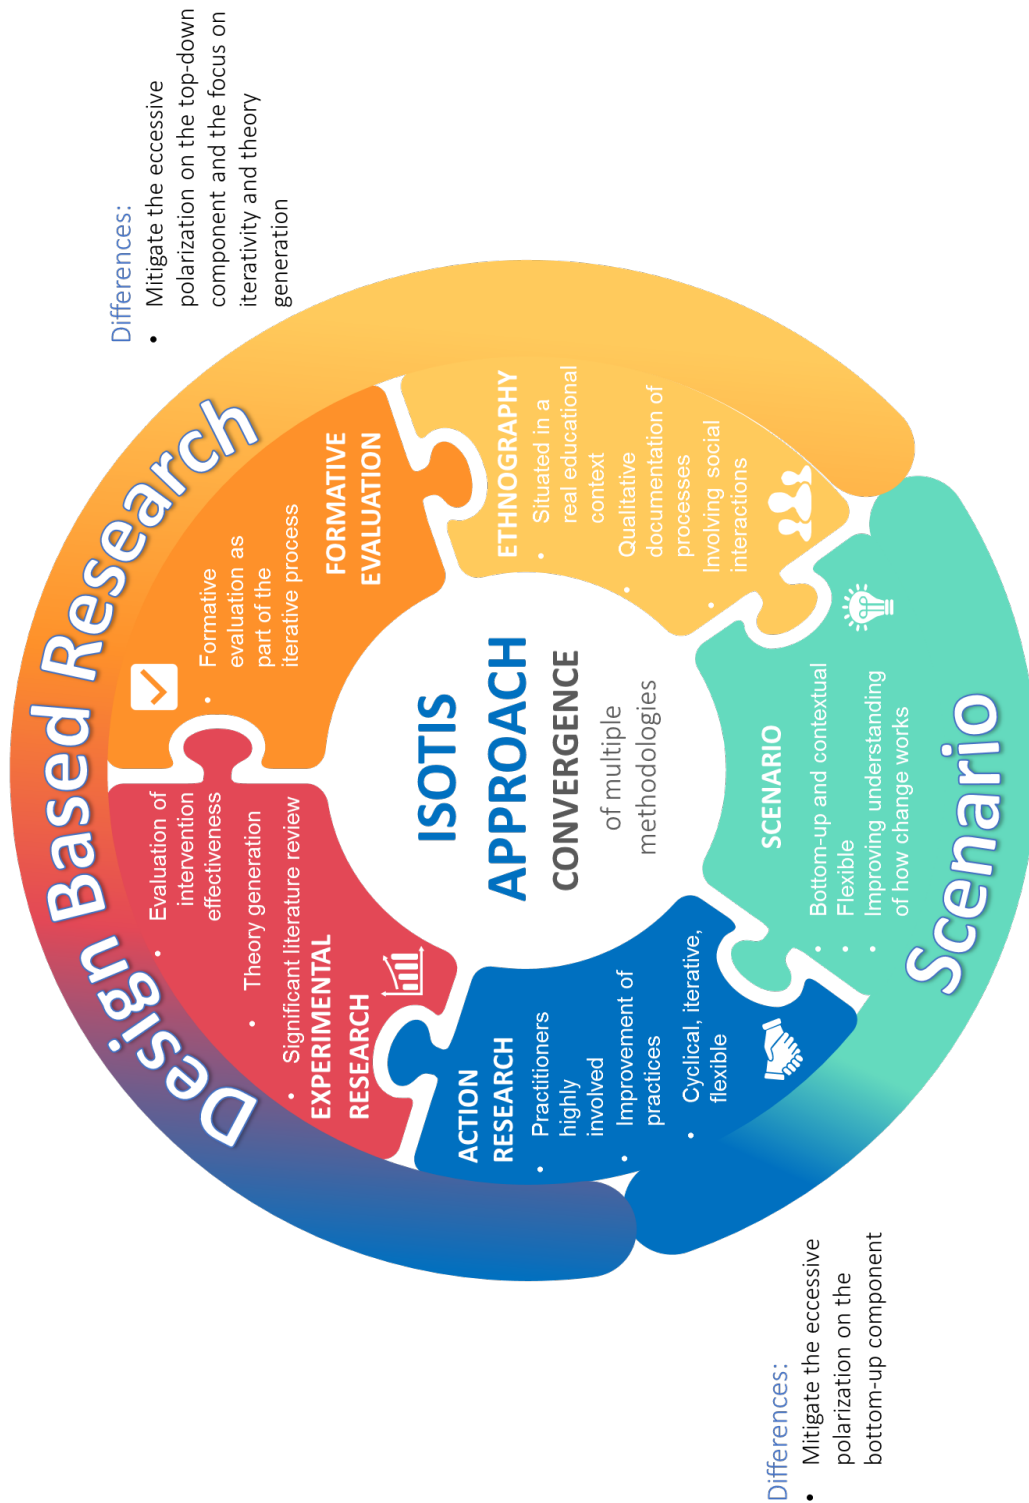 Design Based Research
Differences:
• Mitigate the eccessive
polarization on the top-down
component and the focus on
iterativity and theory
generation
• Evaluation of
intervention
effectiveness
• Theory generation
• Significant literature review
EXPERIMENTAL
RESEARCH
• Formative
evaluation as
part of the
iterative process
FORMATIVE
EVALUATION
ETHNOGRAPHY
• Situated in a
real educational
context
• Qualitative
documentation of
processes
• Involving social
interactions
ISOTIS
APPROACH
CONVERGENCE
of multiple
methodologies
ACTION
RESEARCH
• Practitioners
highly
involved
• Improvement of
practices
• Cyclical, iterative,
flexible
SCENARIO
• Bottom-up and contextual
• Flexible
• Improving understanding
of how change works
Scenario
Differences:
• Mitigate the eccessive
polarization on the
bottom-up component